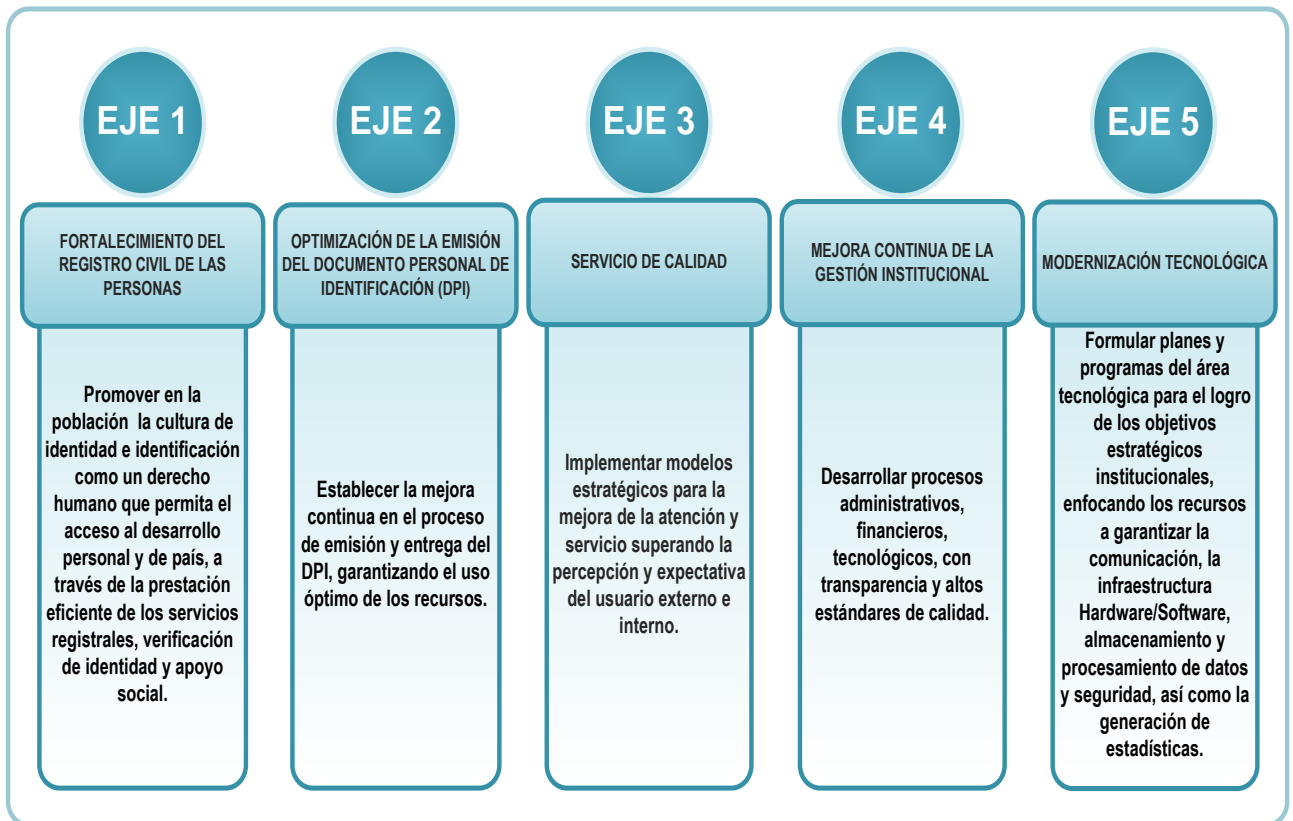 EJE 1
FORTALECIMIENTO DEL
REGISTRO CIVIL DE LAS
PERSONAS
Promover en la
población la cultura de
identidad e identificación
como un derecho
humano que permita el
acceso al desarrollo
personal y de país, a
través de la prestación
eficiente de los servicios
registrales, verificación
de identidad y apoyo
social.
EJE 2
OPTIMIZACIÓN DE LA EMISIÓN
DEL DOCUMENTO PERSONAL DE
IDENTIFICACIÓN (DPI)
Establecer la mejora
continua en el proceso
de emisión y entrega del
DPI, garantizando el uso
óptimo de los recursos.
EJE 3
SERVICIO DE CALIDAD
Implementar modelos
estratégicos para la
mejora de la atención y
servicio superando la
percepción y expectativa
del usuario externo e
interno.
EJE 4
MEJORA CONTINUA DE LA
GESTIÓN INSTITUCIONAL
Desarrollar procesos
administrativos,
financieros,
tecnológicos, con
transparencia y altos
estándares de calidad.
EJE 5
MODERNIZACIÓN TECNOLÓGICA
Formular planes y
programas del área
tecnológica para el logro
de los objetivos
estratégicos
institucionales,
enfocando los recursos
a garantizar la
comunicación, la
infraestructura
Hardware/Software,
almacenamiento y
procesamiento de datos
y seguridad, así como la
generación de
estadísticas.